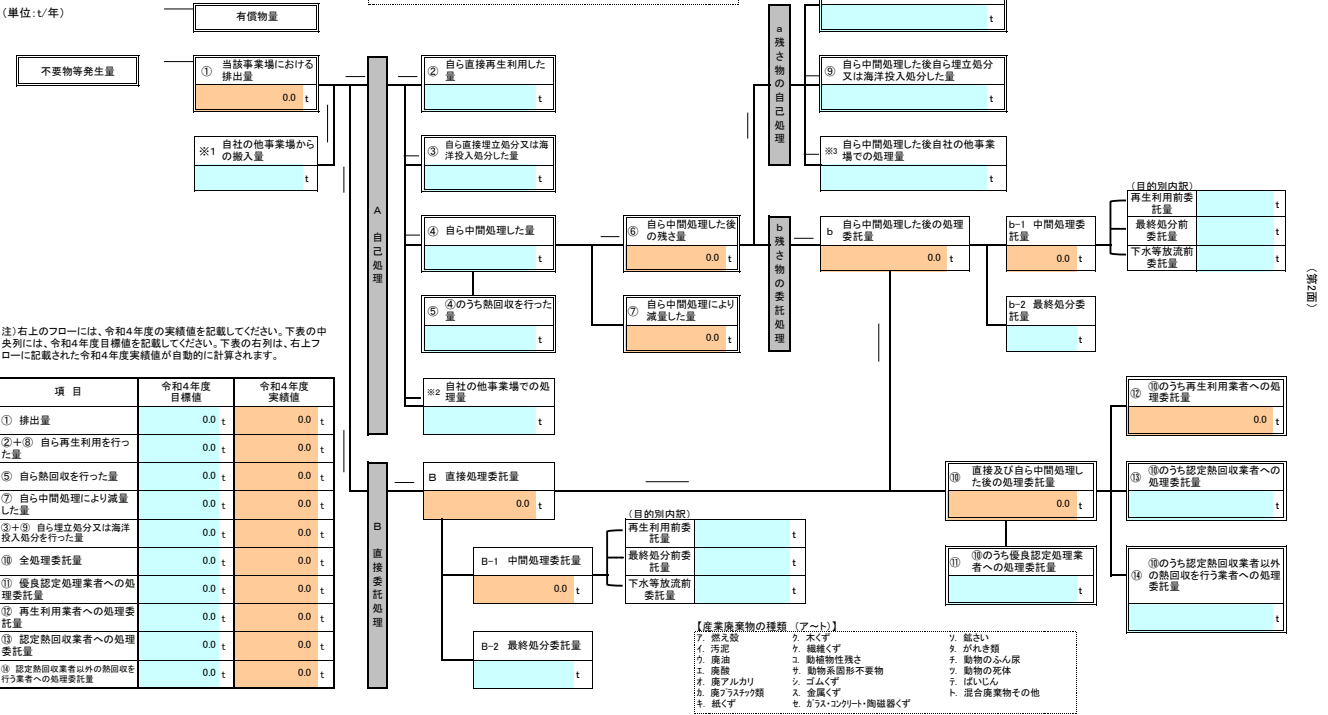 （単位：t/年）
有償物量
t
不要物等発生量
① 当該事業場における
排出量
0.0 t
※1 自社の他事業場から
の搬入量
t
A 自己処理
② 自ら直接再生利用した
量
t
③ 自ら直接埋立処分又は海
洋投入処分した量
t
④ 自ら中間処理した量
t
⑤ ④のうち熱回収を行った
量
t
※2 自社の他事業場での処
理量
t
⑥ 自ら中間処理した後
の残さ量
0.0 t
⑦ 自ら中間処理により
減量した量
0.0 t
a 残さ物の自己処理
⑨ 自ら中間処理した後自ら埋立処分
又は海洋投入処分した量
t
※3 自ら中間処理した後自社の他事業
場での処理量
t
b 残さ物の委託処理
b 自ら中間処理した後の処理
委託量
0.0 t
b-1 中間処理委
託量
0.0 t
（目的別内訳）
再生利用前委
託量
t
最終処分前
委託量
t
下水等放流前
委託量
t
b-2 最終処分委
託量
t
（第2面）
注）右上のフローには、令和４年度の実績値を記載してください。下表の中
央列には、令和４年度目標値を記載してください。下表の右列は、右上フ
ローに記載された令和４年度実績値が自動的に計算されます。
項 目 令和４年度
目標値 令和４年度
実績値
① 排出量 0.0 t 0.0 t
②＋⑧ 自ら再生利用を行っ
た量 0.0 t 0.0 t
⑤ 自ら熱回収を行った量 0.0 t 0.0 t
⑦ 自ら中間処理により減量
した量 0.0 t 0.0 t
③＋⑨ 自ら埋立処分又は海洋
投入処分を行った量 0.0 t 0.0 t
⑩ 全処理委託量 0.0 t 0.0 t
⑪ 優良認定処理業者への処
理委託量 0.0 t 0.0 t
⑫ 再生利用業者への処理委
託量 0.0 t 0.0 t
⑬ 認定熱回収業者への処理
委託量 0.0 t 0.0 t
⑭ 認定熱回収業者以外の熱回収を
行う業者への処理委託量 0.0 t 0.0 t
B 直接委託処理
B 直接処理委託量
0.0 t
B-1 中間処理委託量
0.0 t
（目的別内訳）
再生利用前委
託量
t
最終処分前委
託量
t
下水等放流前
委託量
t
B-2 最終処分委託量
t
⑩ 直接及び自ら中間処理し
た後の処理委託量
0.0 t
⑪ ⑩のうち優良認定処理業
者への処理委託量
t
⑫ ⑩のうち再生利用業者への処
理委託量
0.0 t
⑬ ⑩のうち認定熱回収業者への
処理委託量
t
⑭ ⑩のうち認定熱回収業者以外
の熱回収を行う業者への処理
委託量
t
【産業廃棄物の種類 （ア～ト）】
ア. 燃え殻 ク. 木くず ソ. 鉱さい
イ. 汚泥 ケ. 繊維くず タ. がれき類
ウ. 廃油 コ. 動植物性残さ チ. 動物のふん尿
エ. 廃酸 サ. 動物系固形不要物 ツ. 動物の死体
オ. 廃アルカリ シ. ゴムくず テ. ばいじん
カ. 廃プラスチック類 ス. 金属くず ト. 混合廃棄物その他
キ. 紙くず セ. ガラス・コンクリート・陶磁器くず